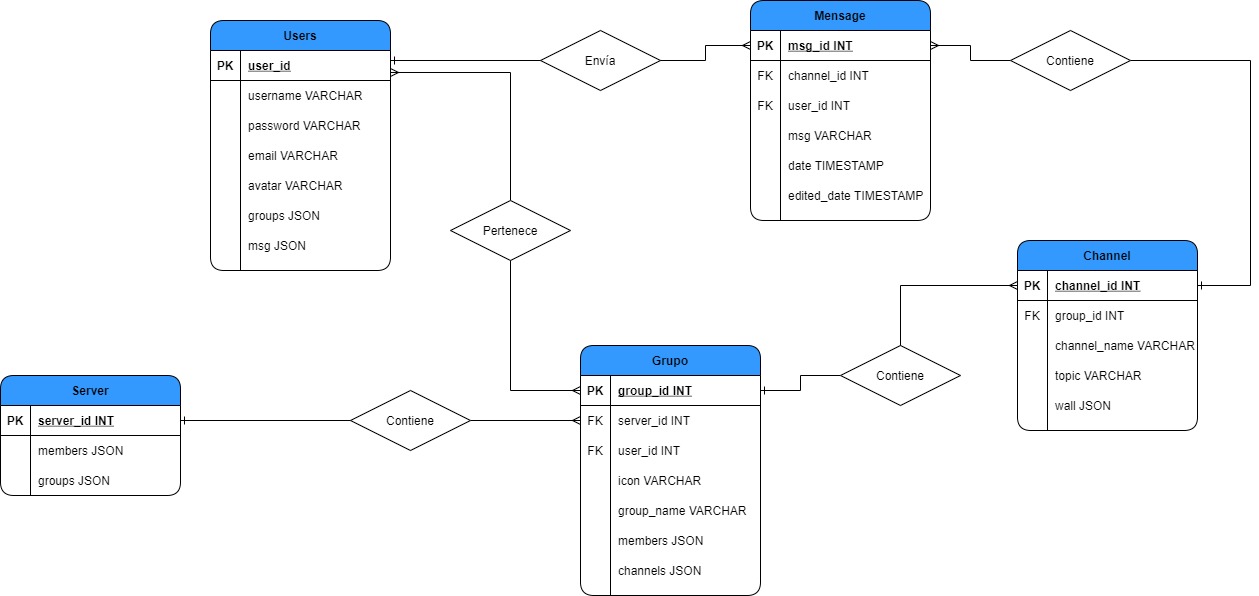 Users
PK user_id
username VARCHAR
password VARCHAR
email VARCHAR
avatar VARCHAR
groups JSON
msg JSON
Envía
Mensage
PK msg_id INT
FK channel_id INT
FK user_id INT
msg VARCHAR
date TIMESTAMP
edited_date TIMESTAMP
Contiene
Pertenece
Channel
PK channel_id INT
FK group_id INT
channel_name VARCHAR
topic VARCHAR
wall JSON
Contiene
Server
PK server_id INT
members JSON
groups JSON
Contiene
Grupo
PK group_id INT
FK server_id INT
FK user_id INT
icon VARCHAR
group_name VARCHAR
members JSON
channels JSON